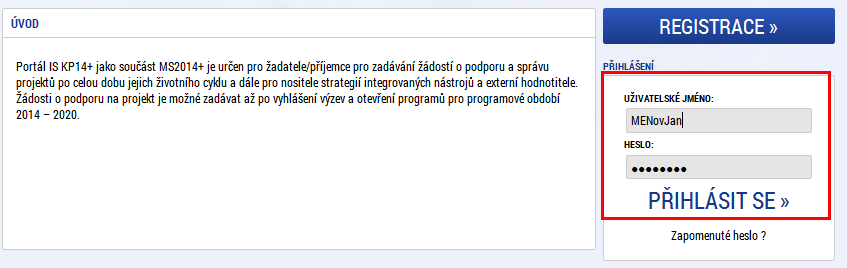 ÚVOD
Portál IS KP14+ jako součást MS2014+ je určen pro žadatele/příjemce pro zadávání žádostí o podporu a správu
projektů po celou dobu jejich životního cyklu a dále pro nositele strategií integrovaných nástrojů a externí hodnotitele.
Žádosti o podporu na projekt je možné zadávat až po vyhlášení výzev a otevření programů pro programové období
2014 – 2020.
REGISTRACE »
PŘIHLÁŠENÍ
UŽIVATELSKÉ JMÉNO:
MENovJan
HESLO:
●●●●●●●●
PŘIHLÁSIT SE »
Zapomenuté heslo ?